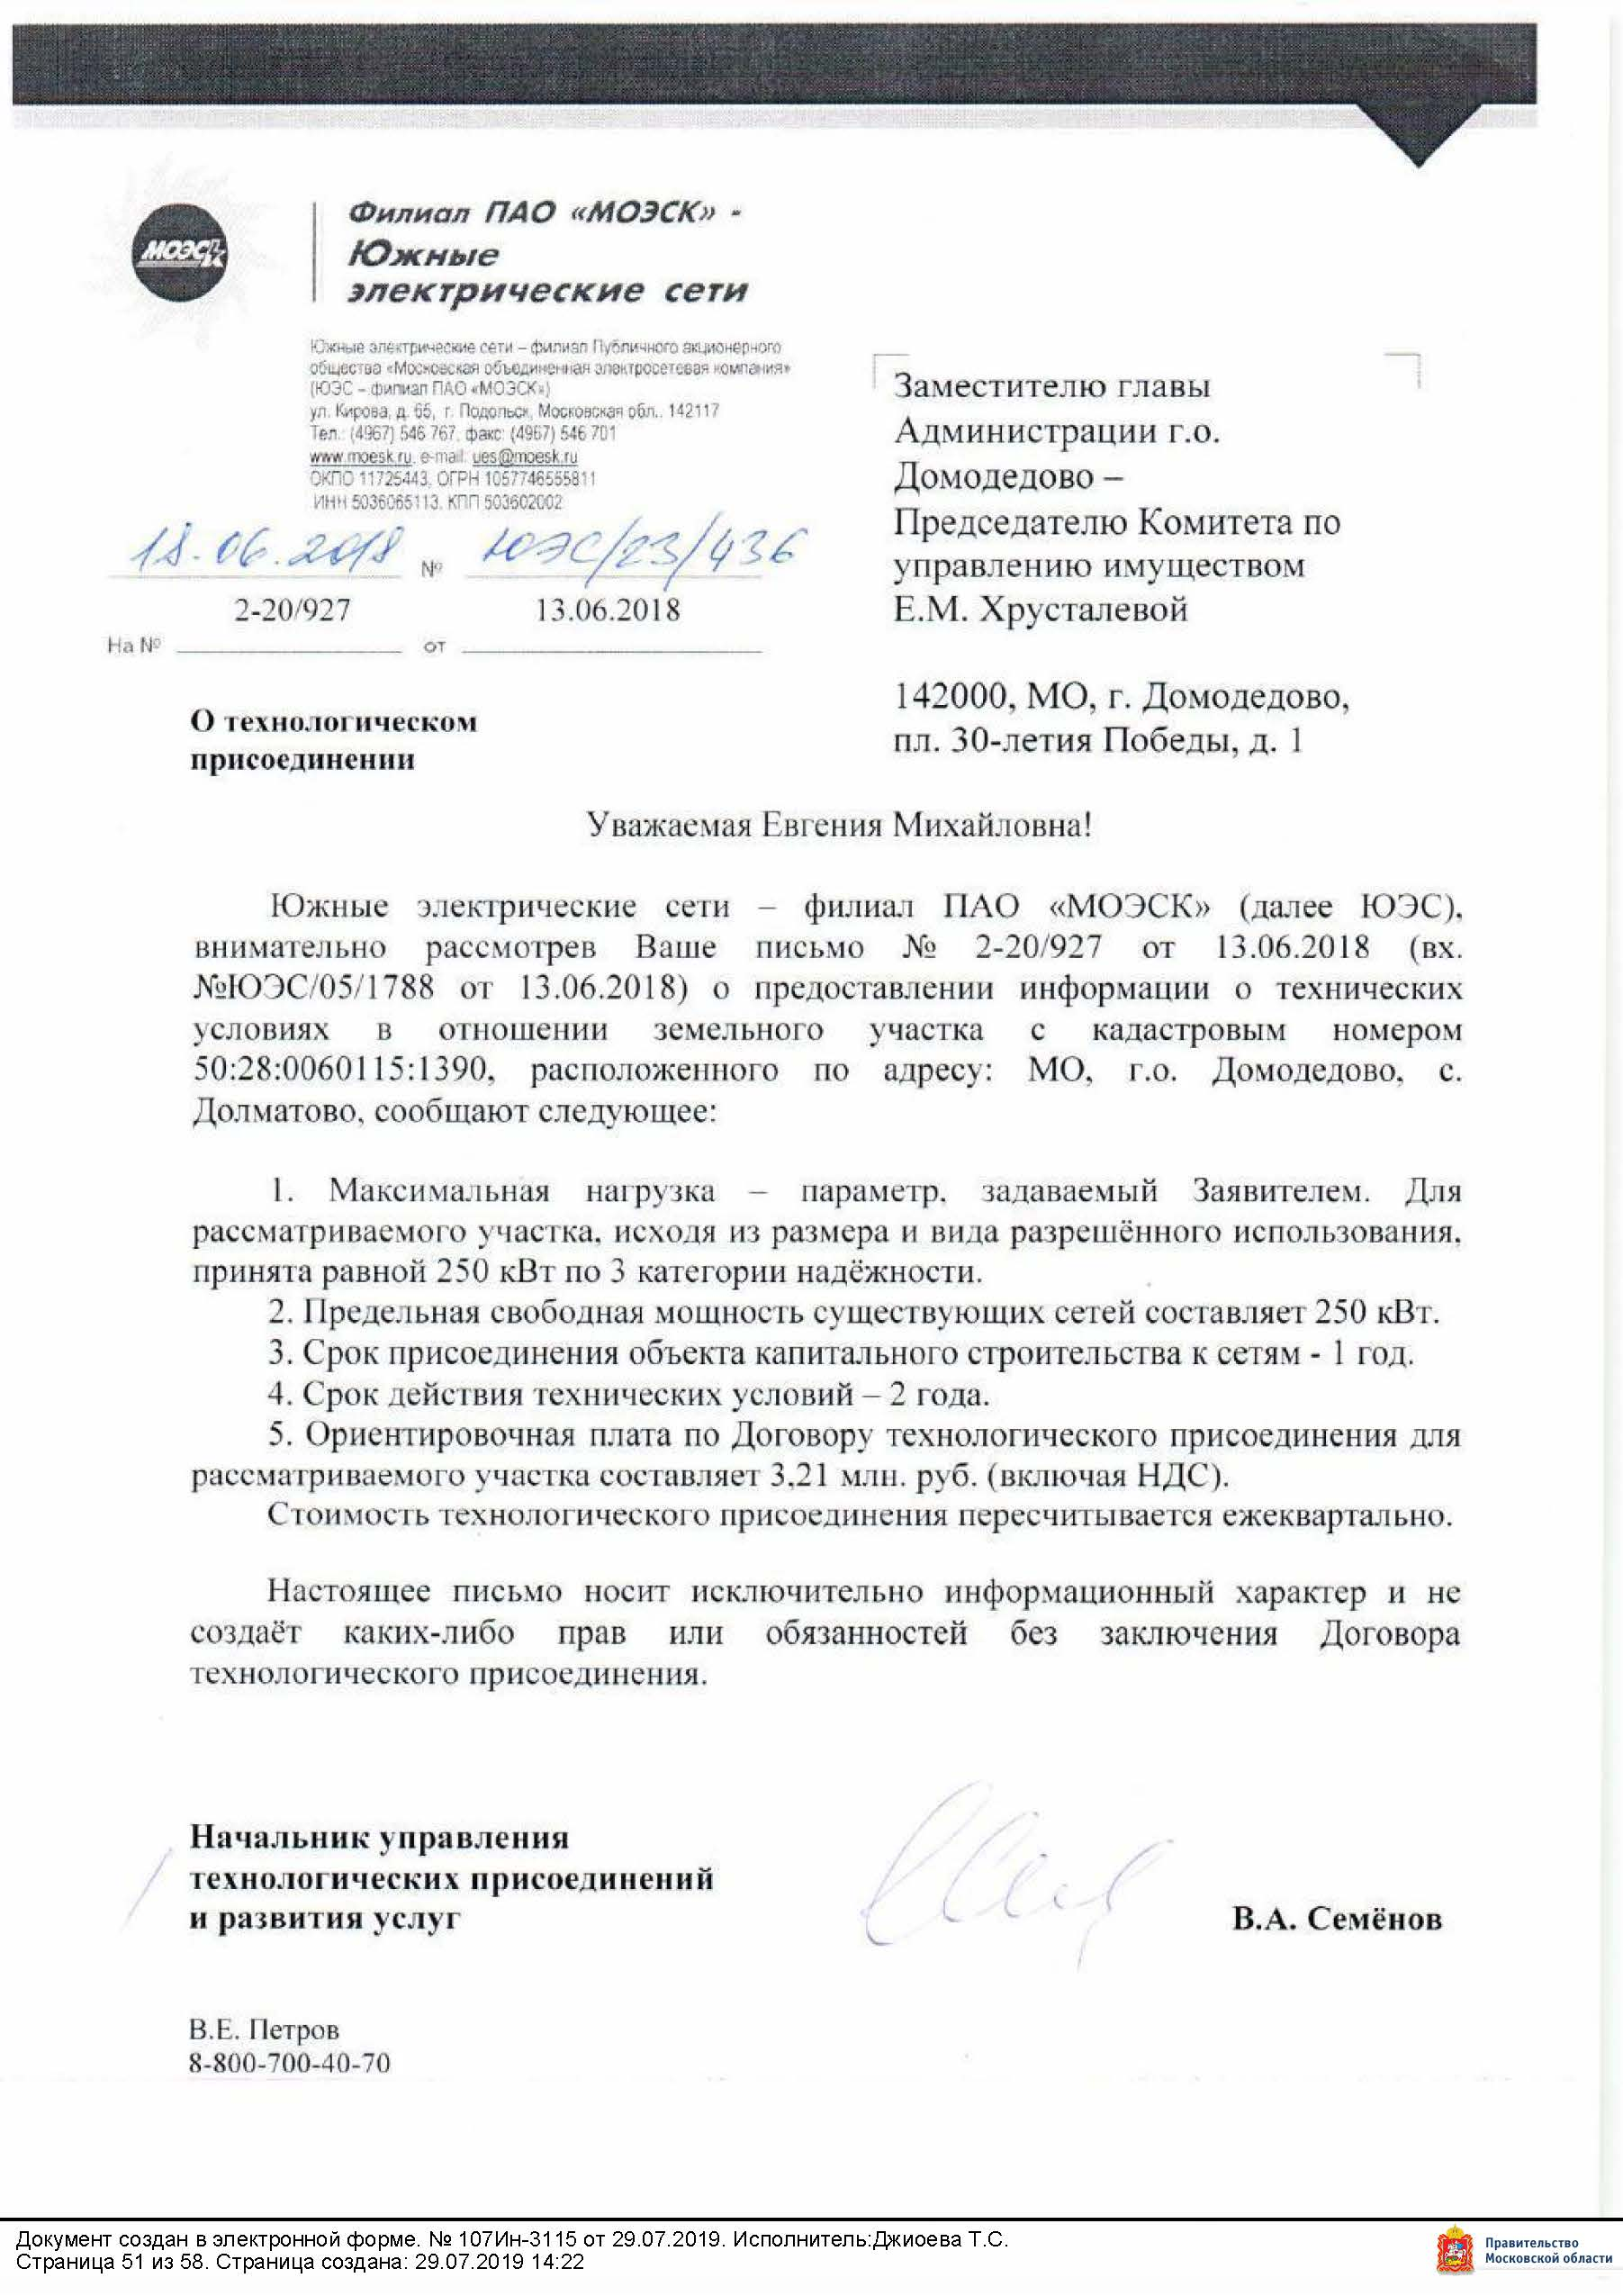 Филиал ПАО «МОЭСК» -
Южные
электрические сети
МОЭСК
Южные электрические сети – филиал Публичного акционерного
общества «Московская объединенная электросетевая компания»
(ЮЭС – филиал ПАО «МОЭСК»)
ул. Кирова, д. 65, г. Подольск, Московская обл., 142117
Тел.: (4967) 546 767, факс: (4967) 546 701
www.moesk.ru, e-mail: ues@moesk.ru
ОКПО 11725443, ОГРН 1057746555811
ИНН 5036065113, КПП 503602002
18.06.2018 № ЮЭС/23/436
2-20/927 13.06.2018
На № от
Заместителю главы
Администрации г.о.
Домодедово –
Председателю Комитета по
управлению имуществом
Е.М. Хрусталевой
142000, МО, г. Домодедово,
пл. 30-летия Победы, д. 1
О технологическом
присоединении
Уважаемая Евгения Михайловна!
Южные электрические сети – филиал ПАО «МОЭСК» (далее ЮЭС),
внимательно рассмотрев Ваше письмо № 2-20/927 от 13.06.2018 (вх.
№ЮЭС/05/1788 от 13.06.2018) о предоставлении информации о технических
условиях в отношении земельного участка с кадастровым номером
50:28:0060115:1390, расположенного по адресу: МО, г.о. Домодедово, с.
Долматово, сообщают следующее:
1. Максимальная нагрузка – параметр, задаваемый Заявителем. Для
рассматриваемого участка, исходя из размера и вида разрешённого использования,
принята равной 250 кВт по 3 категории надёжности.
2. Предельная свободная мощность существующих сетей составляет 250 кВт.
3. Срок присоединения объекта капитального строительства к сетям - 1 год.
4. Срок действия технических условий – 2 года.
5. Ориентировочная плата по Договору технологического присоединения для
рассматриваемого участка составляет 3,21 млн. руб. (включая НДС).
Стоимость технологического присоединения пересчитывается ежеквартально.
Настоящее письмо носит исключительно информационный характер и не
создаёт каких-либо прав или обязанностей без заключения Договора
технологического присоединения.
Начальник управления
технологических присоединений
и развития услуг
В.А. Семёнов
В.Е. Петров
8-800-700-40-70
Документ создан в электронной форме. № 107Ин-3115 от 29.07.2019. Исполнитель:Джиоева Т.С.
Страница 51 из 58. Страница создана: 29.07.2019 14:22
Правительство
Московской области